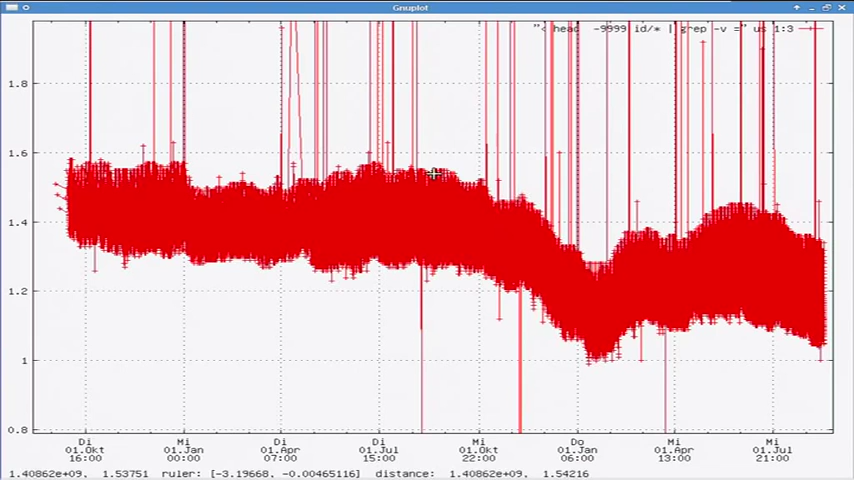 Gnuplot
"< head -9999 id/* | grep -v =" us 1:3
1.8
1.6
1.4
1.2
1
0.8
Di Mi Di Di Mi Do Mi Mi
01.Okt 01.Jan 01.Apr 01.Jul 01.Okt 01.Jan 01.Apr 01.Jul
16:00 00:00 07:00 15:00 22:00 06:00 13:00 21:00
1.40862e+09, 1.53751 ruler: [-3.19668, -0.00465116] distance: 1.40862e+09, 1.54216